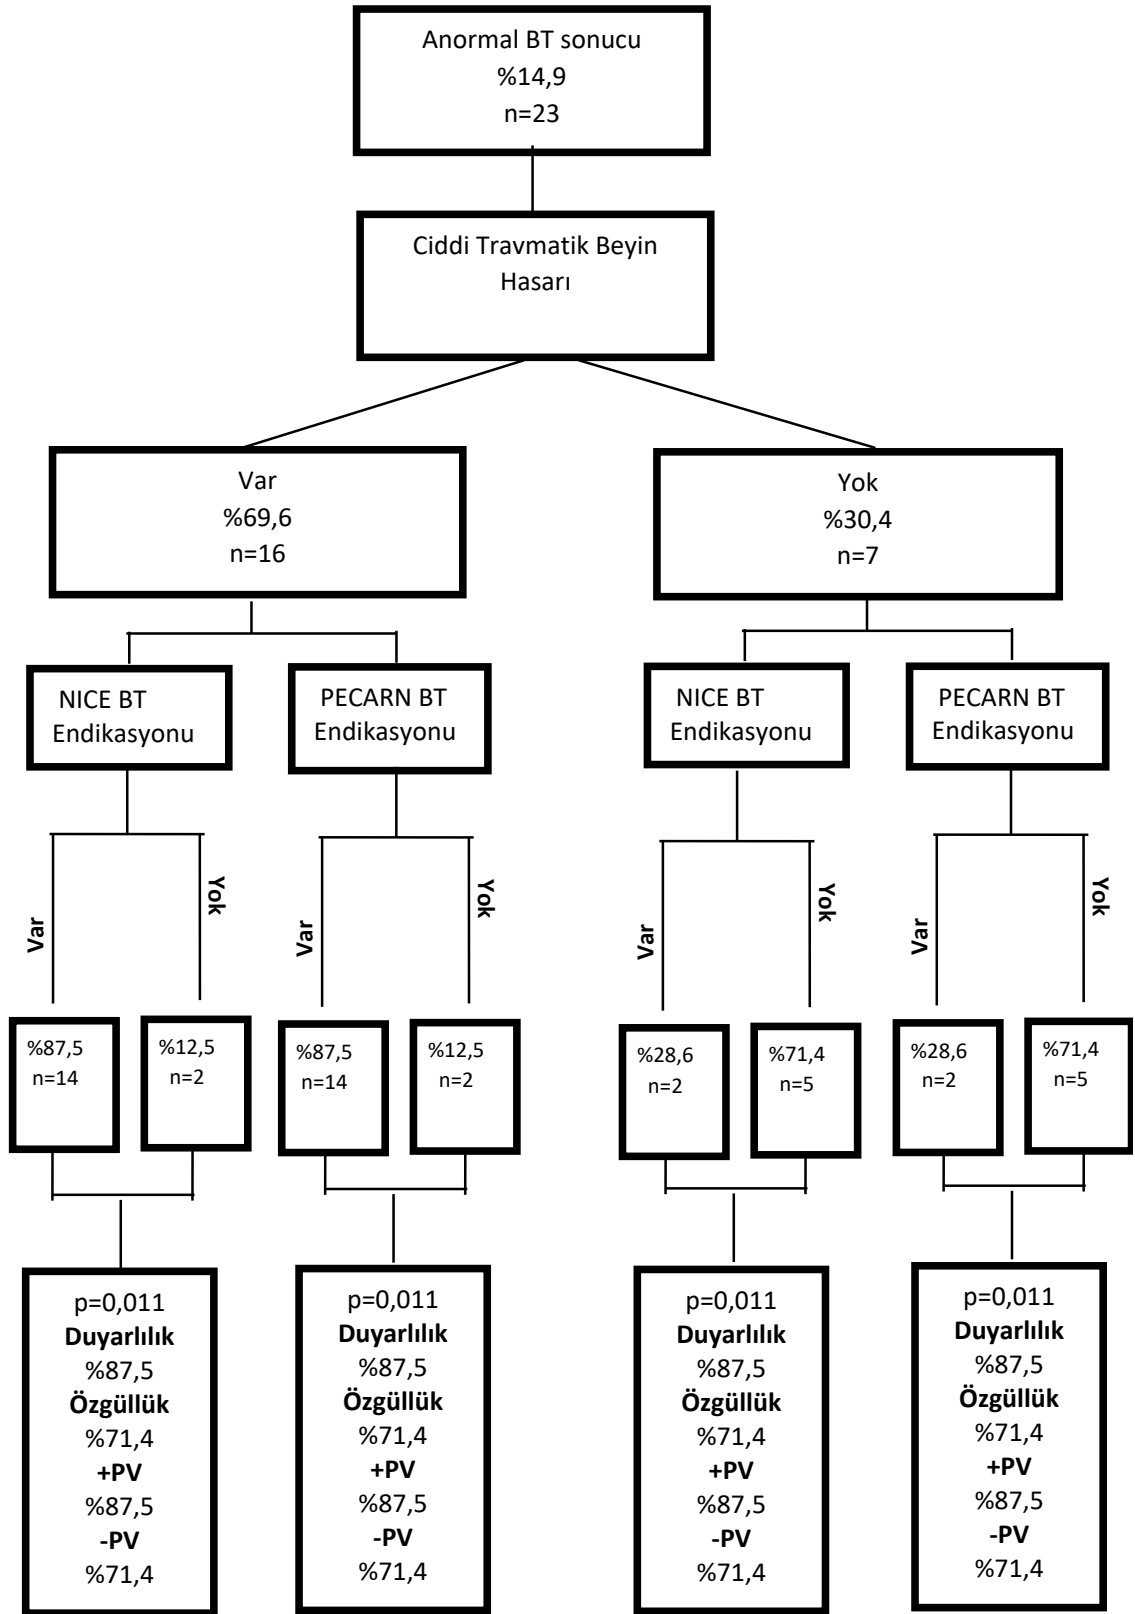 Anormal BT sonucu
%14,9
n=23
Ciddi Travmatik Beyin
Hasarı
Var
%69,6
n=16
Yok
%30,4
n=7
NICE BT
Endikasyonu
PECARN BT
Endikasyonu
NICE BT
Endikasyonu
PECARN BT
Endikasyonu
Var
Yok
Var
Yok
Var
Yok
Var
Yok
%87,5
n=14
%12,5
n=2
%87,5
n=14
%12,5
n=2
%28,6
n=2
%71,4
n=5
%28,6
n=2
%71,4
n=5
p=0,011
Duyarlılık
%87,5
Özgüllük
%71,4
+PV
%87,5
-PV
%71,4
p=0,011
Duyarlılık
%87,5
Özgüllük
%71,4
+PV
%87,5
-PV
%71,4
p=0,011
Duyarlılık
%87,5
Özgüllük
%71,4
+PV
%87,5
-PV
%71,4
p=0,011
Duyarlılık
%87,5
Özgüllük
%71,4
+PV
%87,5
-PV
%71,4